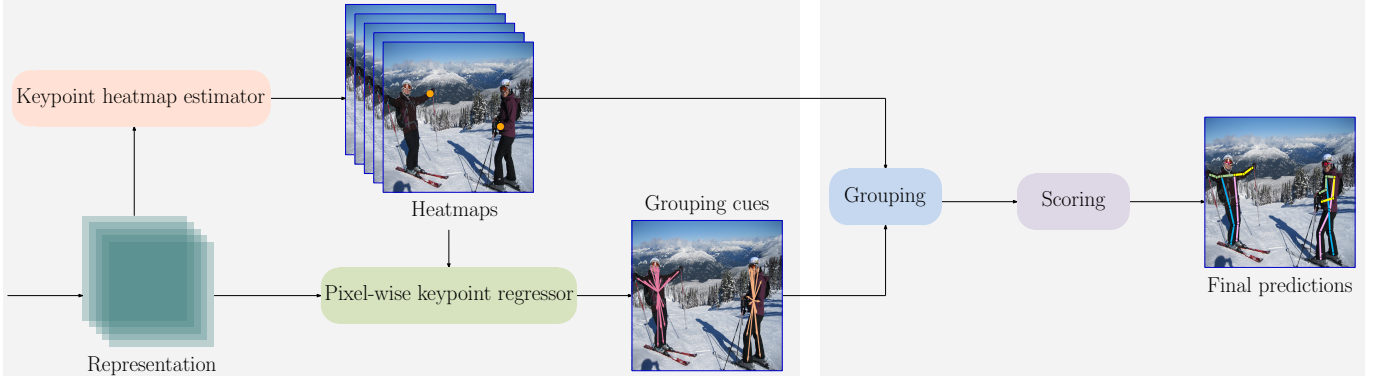 Keypoint heatmap estimator
Heatmaps
Representation
Pixel-wise keypoint regressor
Grouping cues
Grouping
Scoring
Final predictions